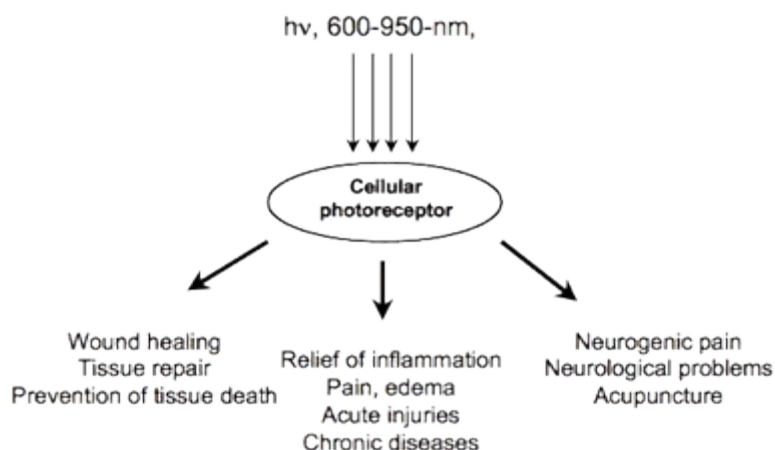 hν, 600-950-nm,
Cellular
photoreceptor
Wound healing
Tissue repair
Prevention of tissue death
Relief of inflammation
Pain, edema
Acute injuries
Chronic diseases
Neurogenic pain
Neurological problems
Acupuncture